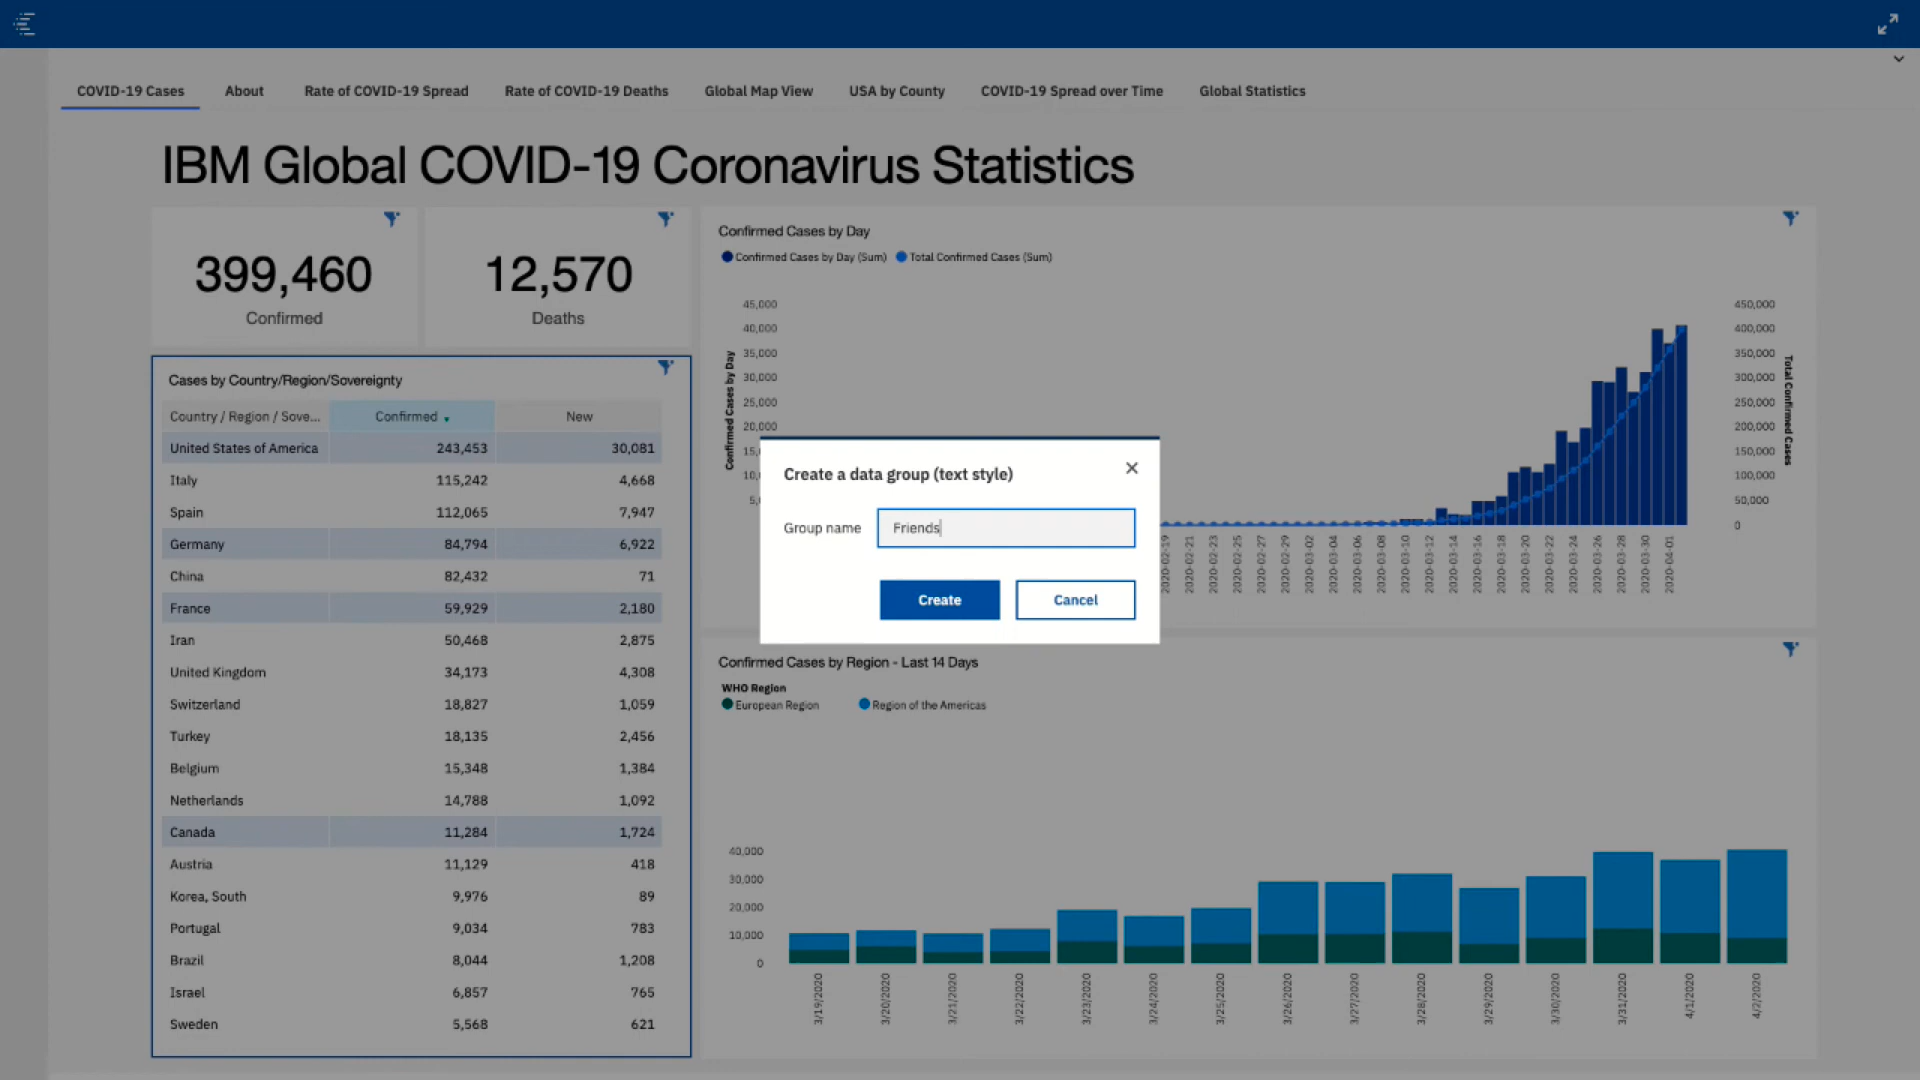 COVID-19 Cases
About
Rate of COVID-19 Spread
Rate of COVID-19 Deaths
Global Map View
USA by County
COVID-19 Spread over Time
Global Statistics
IBM Global COVID-19 Coronavirus Statistics
399,460
Confirmed
12,570
Deaths
Cases by Country/Region/Sovereignty
Country / Region / Sove... Confirmed New
United States of America 243,453 30,081
Italy 115,242 4,668
Spain 112,065 7,947
Germany 84,794 6,922
China 82,432 71
France 59,929 2,180
Iran 50,468 2,875
United Kingdom 34,173 4,308
Switzerland 18,827 1,059
Turkey 18,135 2,456
Belgium 15,348 1,384
Netherlands 14,788 1,092
Canada 11,284 1,724
Austria 11,129 418
Korea, South 9,976 89
Portugal 9,034 783
Brazil 8,044 1,208
Israel 6,857 765
Sweden 5,568 621
Confirmed Cases by Day
Confirmed Cases by Day (Sum) Total Confirmed Cases (Sum)
Confirmed Cases by Day
45,000
40,000
35,000
30,000
25,000
20,000
15,
10,
5,
450,000
400,000
350,000
300,000
250,000
200,000
150,000
100,000
50,000
0
Total Confirmed Cases
2020-02-19
2020-02-21
2020-02-23
2020-02-25
2020-02-27
2020-02-29
2020-03-02
2020-03-04
2020-03-06
2020-03-08
2020-03-10
2020-03-12
2020-03-14
2020-03-16
2020-03-18
2020-03-20
2020-03-22
2020-03-24
2020-03-26
2020-03-28
2020-03-30
2020-04-01
Create a data group (text style)
Group name
Friends
Create
Cancel
Confirmed Cases by Region - Last 14 Days
WHO Region
European Region Region of the Americas
40,000
30,000
20,000
10,000
0
3/19/2020
3/20/2020
3/21/2020
3/22/2020
3/23/2020
3/24/2020
3/25/2020
3/26/2020
3/27/2020
3/28/2020
3/29/2020
3/30/2020
3/31/2020
4/1/2020
4/2/2020